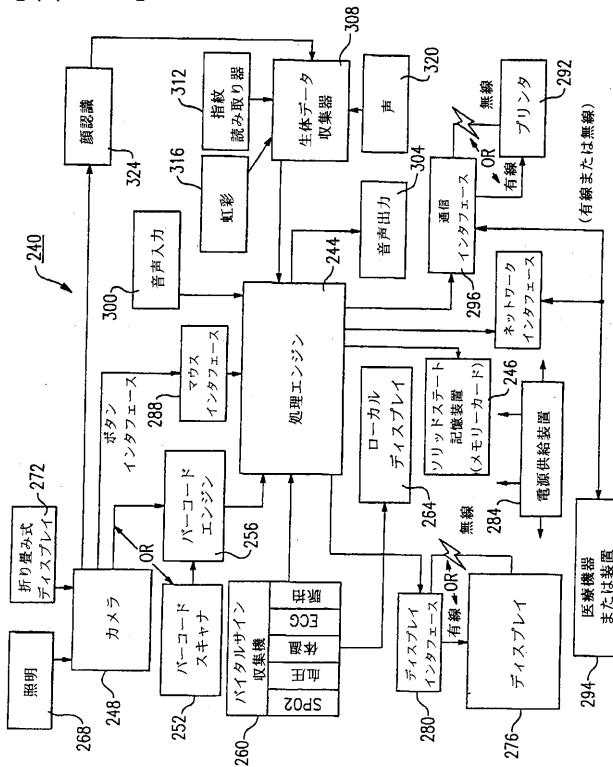 240
照明
268
折り畳み式
ディスプレイ
272
カメラ
248
OR
バーコード
スキャナ
252
バーコード
エンジン
256
ボタン
インタフェース
マウス
インタフェース
288
音声入力
300
顔認識
324
指紋
読み取り器
312
虹彩
316
生体データ
収集器
308
声
320
処理エンジン
244
音声出力
304
バイタルサイン
収集機
260
SPO2
血圧
体温
ECG
脈拍
ローカル
ディスプレイ
264
ソリッドステート
記憶装置
(メモリーカード)
246
ネットワーク
インタフェース
通信
インタフェース
296
無線
OR
有線
プリンタ
292
(有線または無線)
ディスプレイ
インタフェース
280
無線
OR
有線
ディスプレイ
276
電源供給装置
284
医療機器
または装置
294